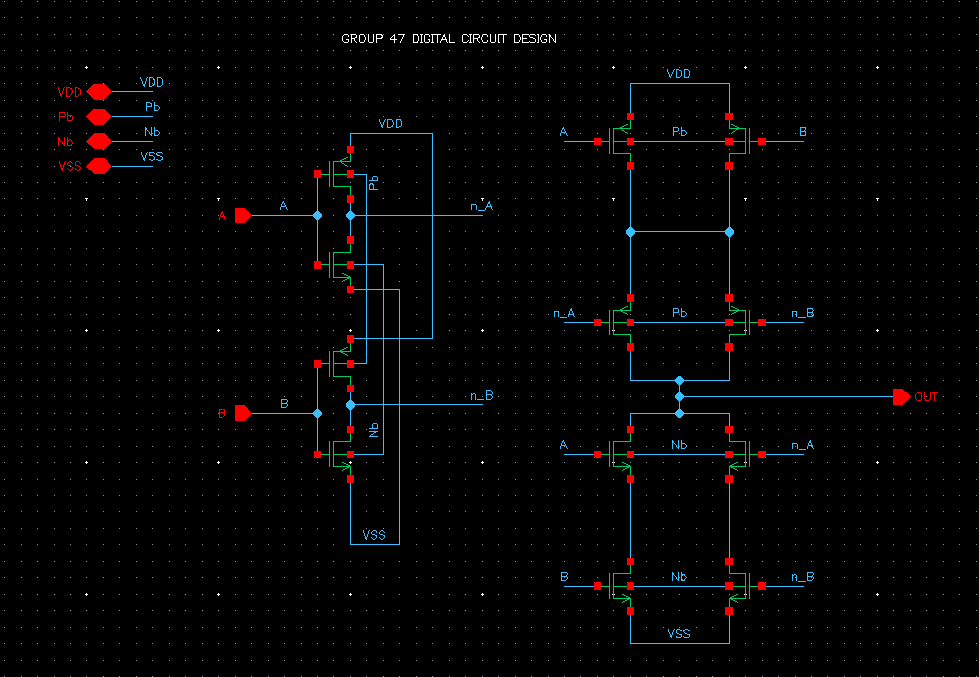 GROUP 47 DIGITAL CIRCUIT DESIGN
VDD VDD
Pb Pb
Nb Nb
VSS VSS
VDD
Pb
A A
n_A
B B
n_B
Nb
VSS
VDD
A Pb B
n_A Pb n_B
OUT
A Nb n_A
B Nb n_B
VSS